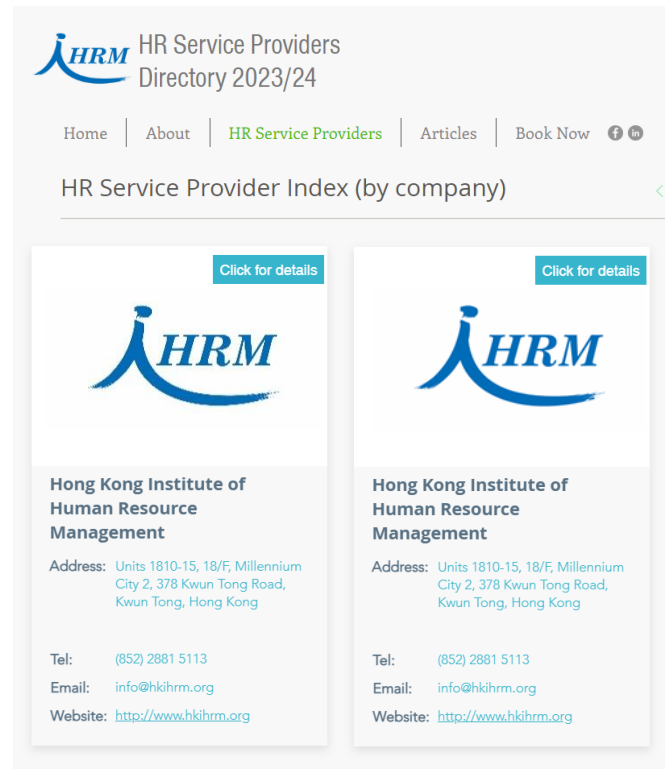 HRM HR Service Providers
Directory 2023/24
Home About HR Service Providers Articles Book Now f in
HR Service Provider Index (by company) <
Click for details
HRM
Hong Kong Institute of
Human Resource
Management
Address: Units 1810-15, 18/F, Millennium
City 2, 378 Kwun Tong Road,
Kwun Tong, Hong Kong
Tel: (852) 2881 5113
Email: info@hkihrm.org
Website: http://www.hkihrm.org
Click for details
HRM
Hong Kong Institute of
Human Resource
Management
Address: Units 1810-15, 18/F, Millennium
City 2, 378 Kwun Tong Road,
Kwun Tong, Hong Kong
Tel: (852) 2881 5113
Email: info@hkihrm.org
Website: http://www.hkihrm.org